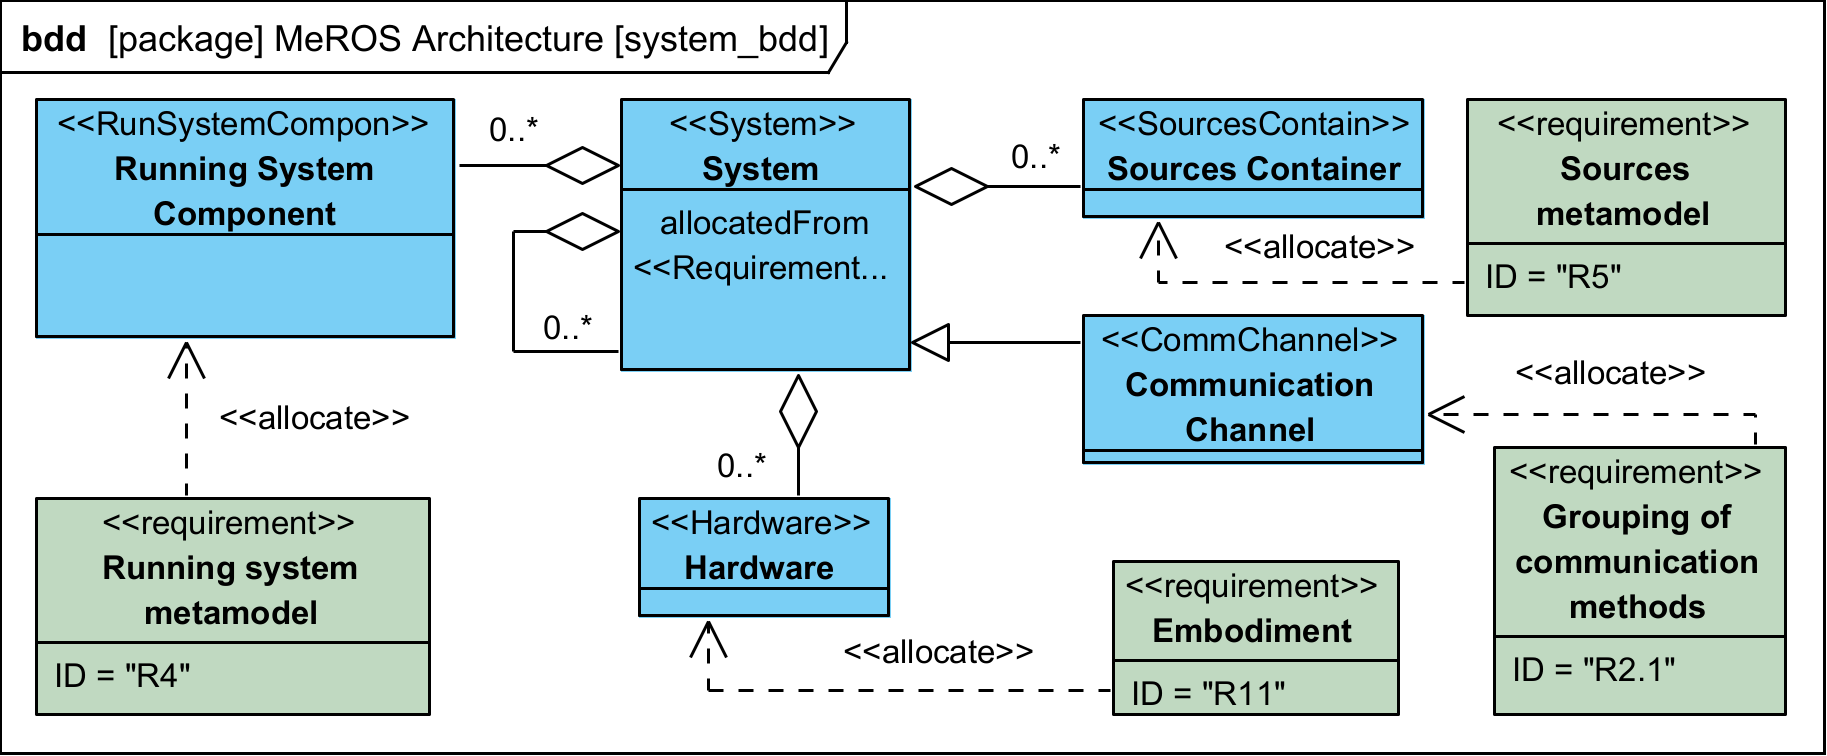 bdd [package] MeROS Architecture [system_bdd]
<<RunSystemCompon>>
Running System
Component
0..*
<<System>>
System
allocatedFrom
<<Requirement...
0..*
0..*
<<SourcesContain>>
Sources Container
<<requirement>>
Sources
metamodel
ID = "R5"
<<allocate>>
<<CommChannel>>
Communication
Channel
<<allocate>>
<<allocate>>
0..*
<<requirement>>
Running system
metamodel
ID = "R4"
<<Hardware>>
Hardware
<<allocate>>
<<requirement>>
Embodiment
ID = "R11"
<<requirement>>
Grouping of
communication
methods
ID = "R2.1"